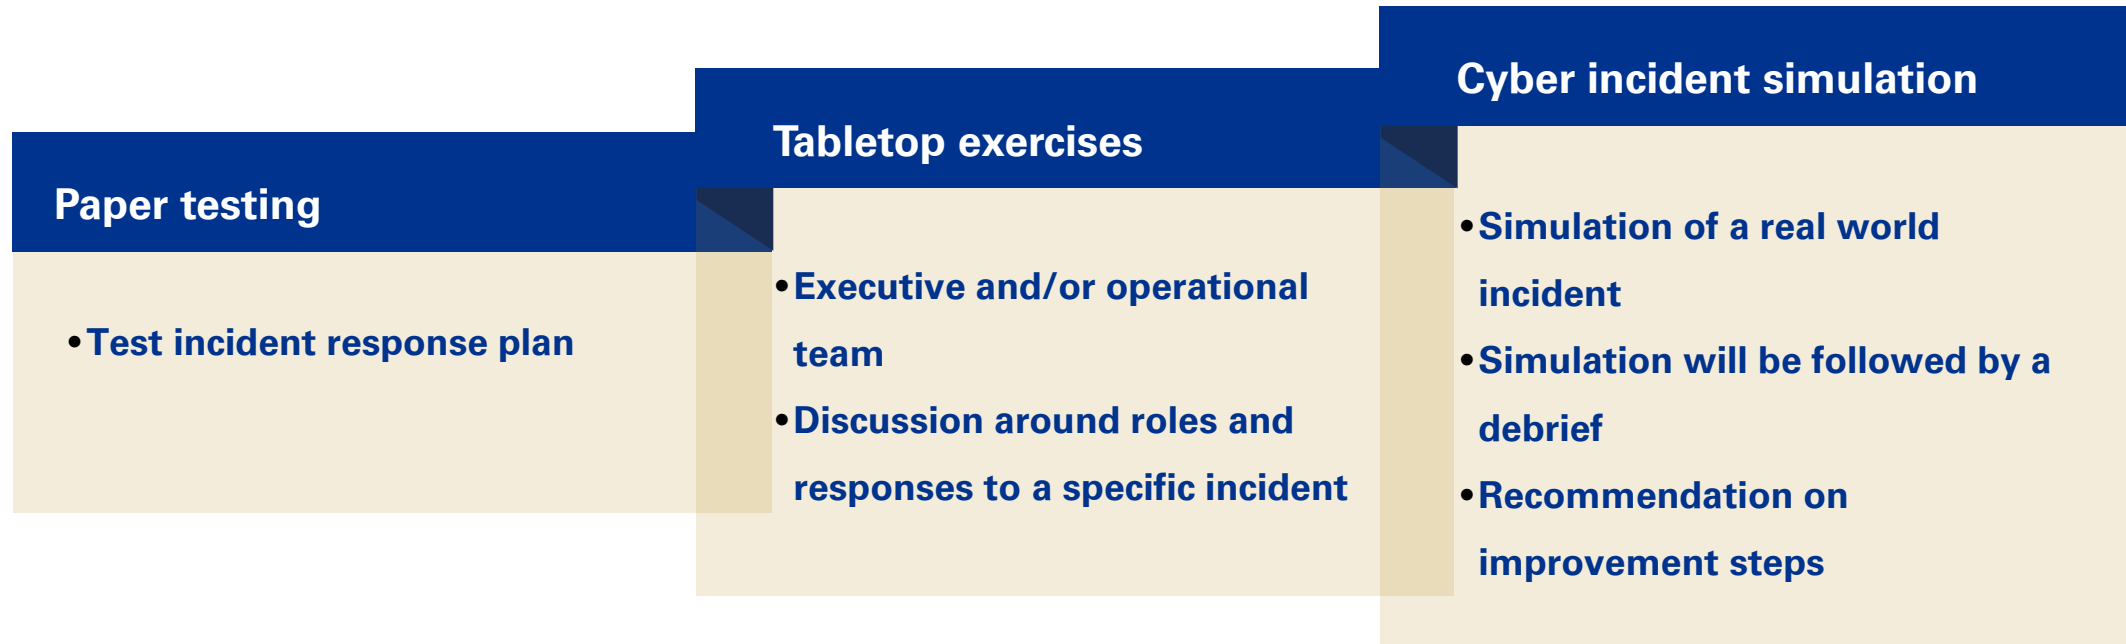 Paper testing
•Test incident response plan
Tabletop exercises
•Executive and/or operational
team
•Discussion around roles and
responses to a specific incident
Cyber incident simulation
•Simulation of a real world
incident
•Simulation will be followed by a
debrief
•Recommendation on
improvement steps